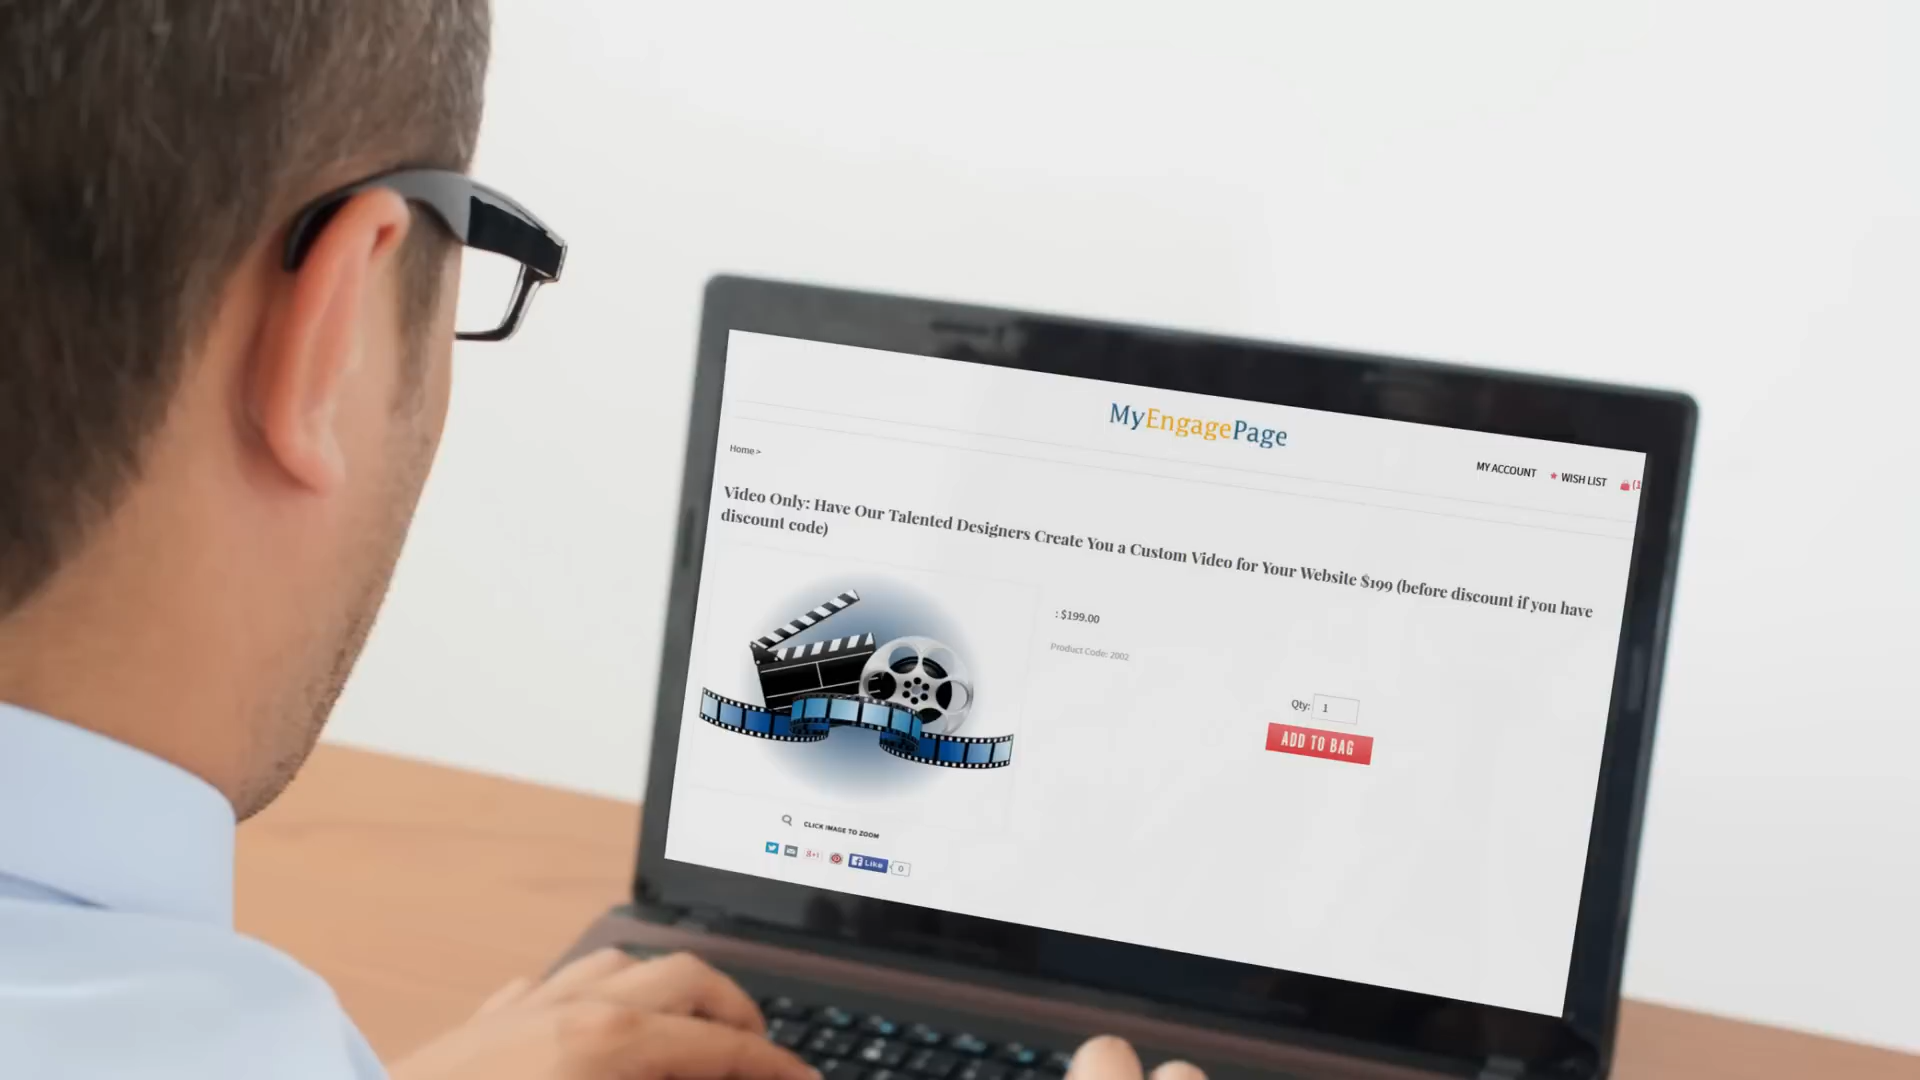 MyEngagePage
MY ACCOUNT
WISH LIST
(1
Home >
Video Only: Have Our Talented Designers Create You a Custom Video for Your Website $199 (before discount if you have
discount code)
: $199.00
Product Code: 2002
Qty: 1
ADD TO BAG
CLICK IMAGE TO ZOOM
g+1
Like
0